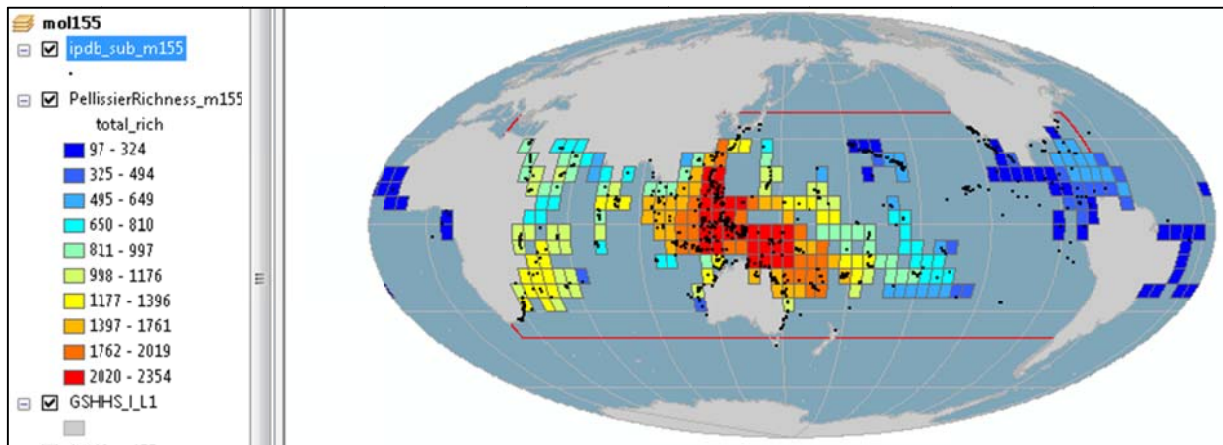 mol155
ipdb_sub_m155
PellissierRichness_m155
total_rich
97 - 324
325 - 494
495 - 649
650 - 810
811 - 997
998 - 1176
1177 - 1396
1397 - 1761
1762 - 2019
2020 - 2354
GSHHS_I_L1